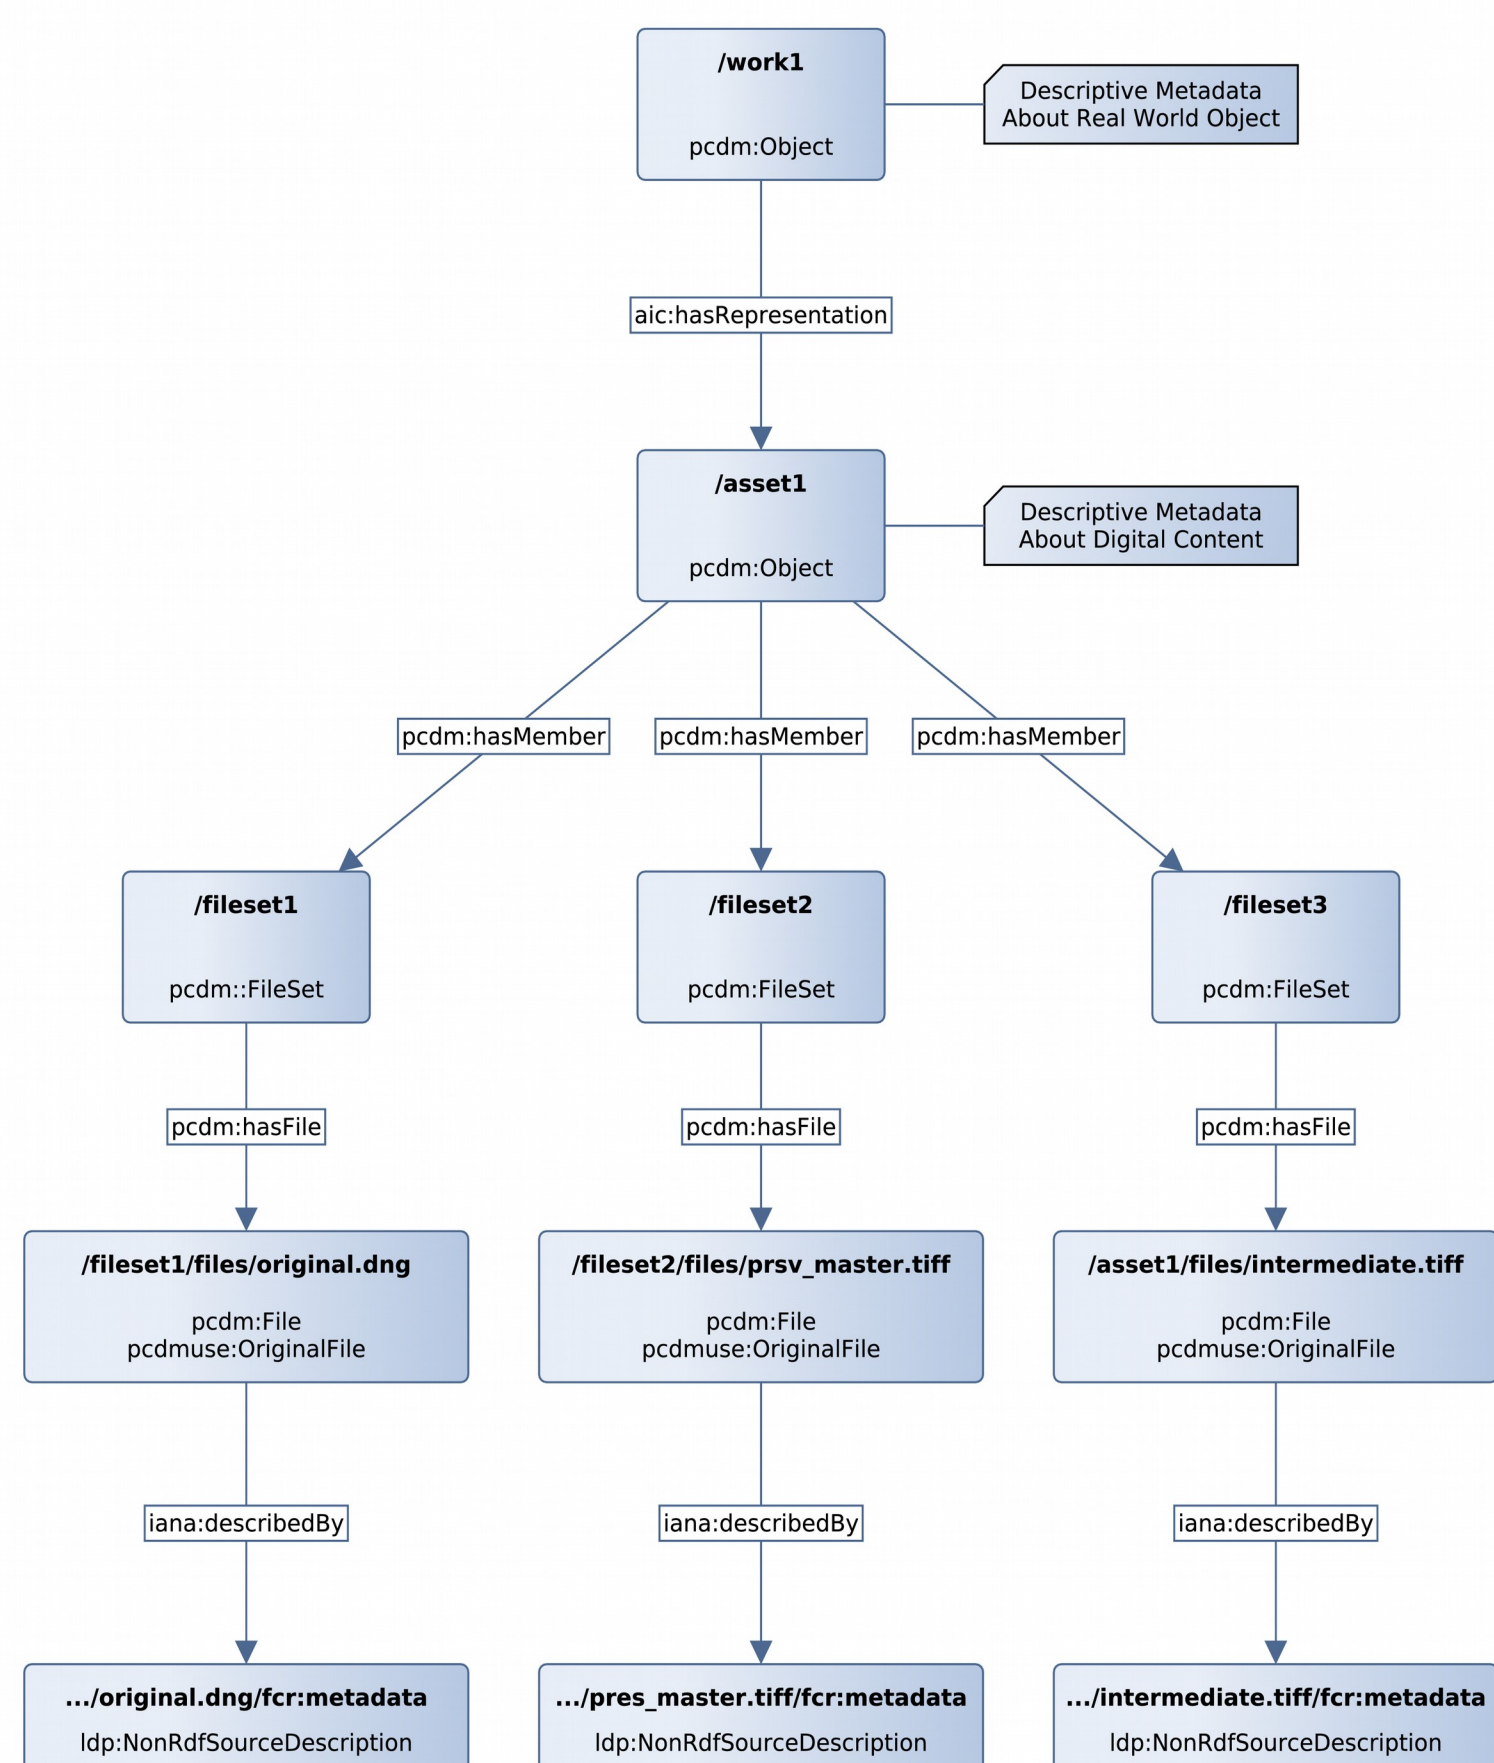 /work1
pcdm:Object
Descriptive Metadata
About Real World Object
aic:hasRepresentation
/asset1
pcdm:Object
Descriptive Metadata
About Digital Content
pcdm:hasMember
pcdm:hasMember
pcdm:hasMember
/fileset1
pcdm::FileSet
/fileset2
pcdm:FileSet
/fileset3
pcdm:FileSet
pcdm:hasFile
pcdm:hasFile
pcdm:hasFile
/fileset1/files/original.dng
pcdm:File
pcdmuse:OriginalFile
/fileset2/files/prsv_master.tiff
pcdm:File
pcdmuse:OriginalFile
/asset1/files/intermediate.tiff
pcdm:File
pcdmuse:OriginalFile
iana:describedBy
iana:describedBy
iana:describedBy
.../original.dng/fcr:metadata
ldp:NonRdfSourceDescription
.../pres_master.tiff/fcr:metadata
ldp:NonRdfSourceDescription
.../intermediate.tiff/fcr:metadata
ldp:NonRdfSourceDescription